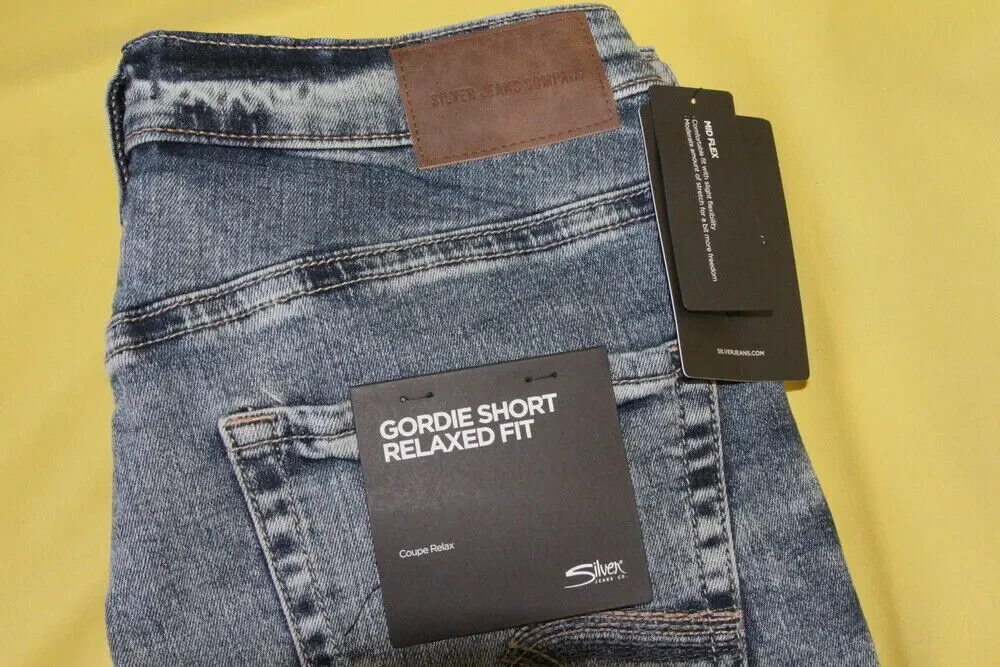 SILVER JEANS COMPANY
MID FLEX
· Comfortable fit with slight flexibility
· Moderate amount of stretch for a bit more freedom
SILVERJEANS.COM
GORDIE SHORT
RELAXED FIT
Coupe Relax
Silver
JEANS CO.